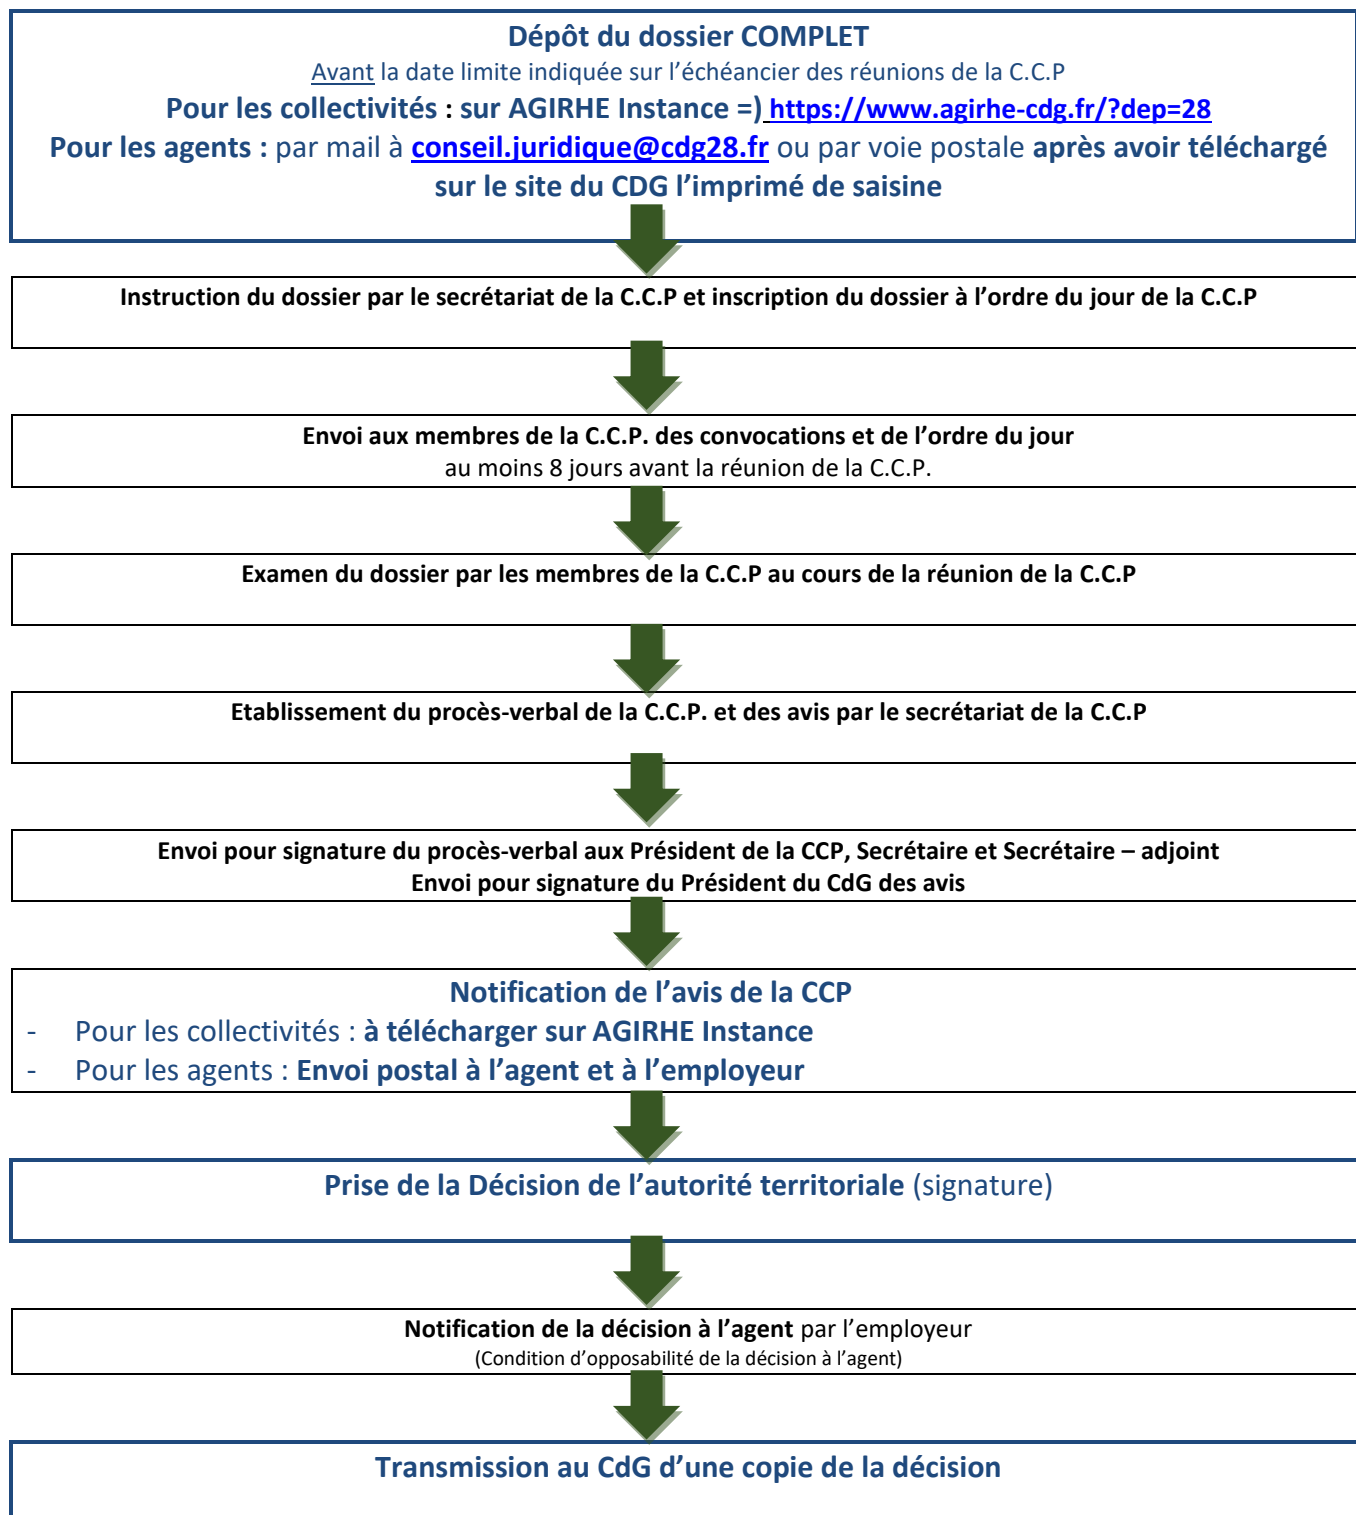 Dépôt du dossier COMPLET
Avant la date limite indiquée sur l’échéancier des réunions de la C.C.P
Pour les collectivités : sur AGIRHE Instance =) https://www.agirhe-cdg.fr/?dep=28
Pour les agents : par mail à conseil.juridique@cdg28.fr ou par voie postale après avoir téléchargé
sur le site du CDG l’imprimé de saisine
Instruction du dossier par le secrétariat de la C.C.P et inscription du dossier à l’ordre du jour de la C.C.P
Envoi aux membres de la C.C.P. des convocations et de l’ordre du jour
au moins 8 jours avant la réunion de la C.C.P.
Examen du dossier par les membres de la C.C.P au cours de la réunion de la C.C.P
Etablissement du procès-verbal de la C.C.P. et des avis par le secrétariat de la C.C.P
Envoi pour signature du procès-verbal aux Président de la CCP, Secrétaire et Secrétaire – adjoint
Envoi pour signature du Président du CdG des avis
Notification de l’avis de la CCP
- Pour les collectivités : à télécharger sur AGIRHE Instance
- Pour les agents : Envoi postal à l’agent et à l’employeur
Prise de la Décision de l’autorité territoriale (signature)
Notification de la décision à l’agent par l’employeur
(Condition d’opposabilité de la décision à l’agent)
Transmission au CdG d’une copie de la décision